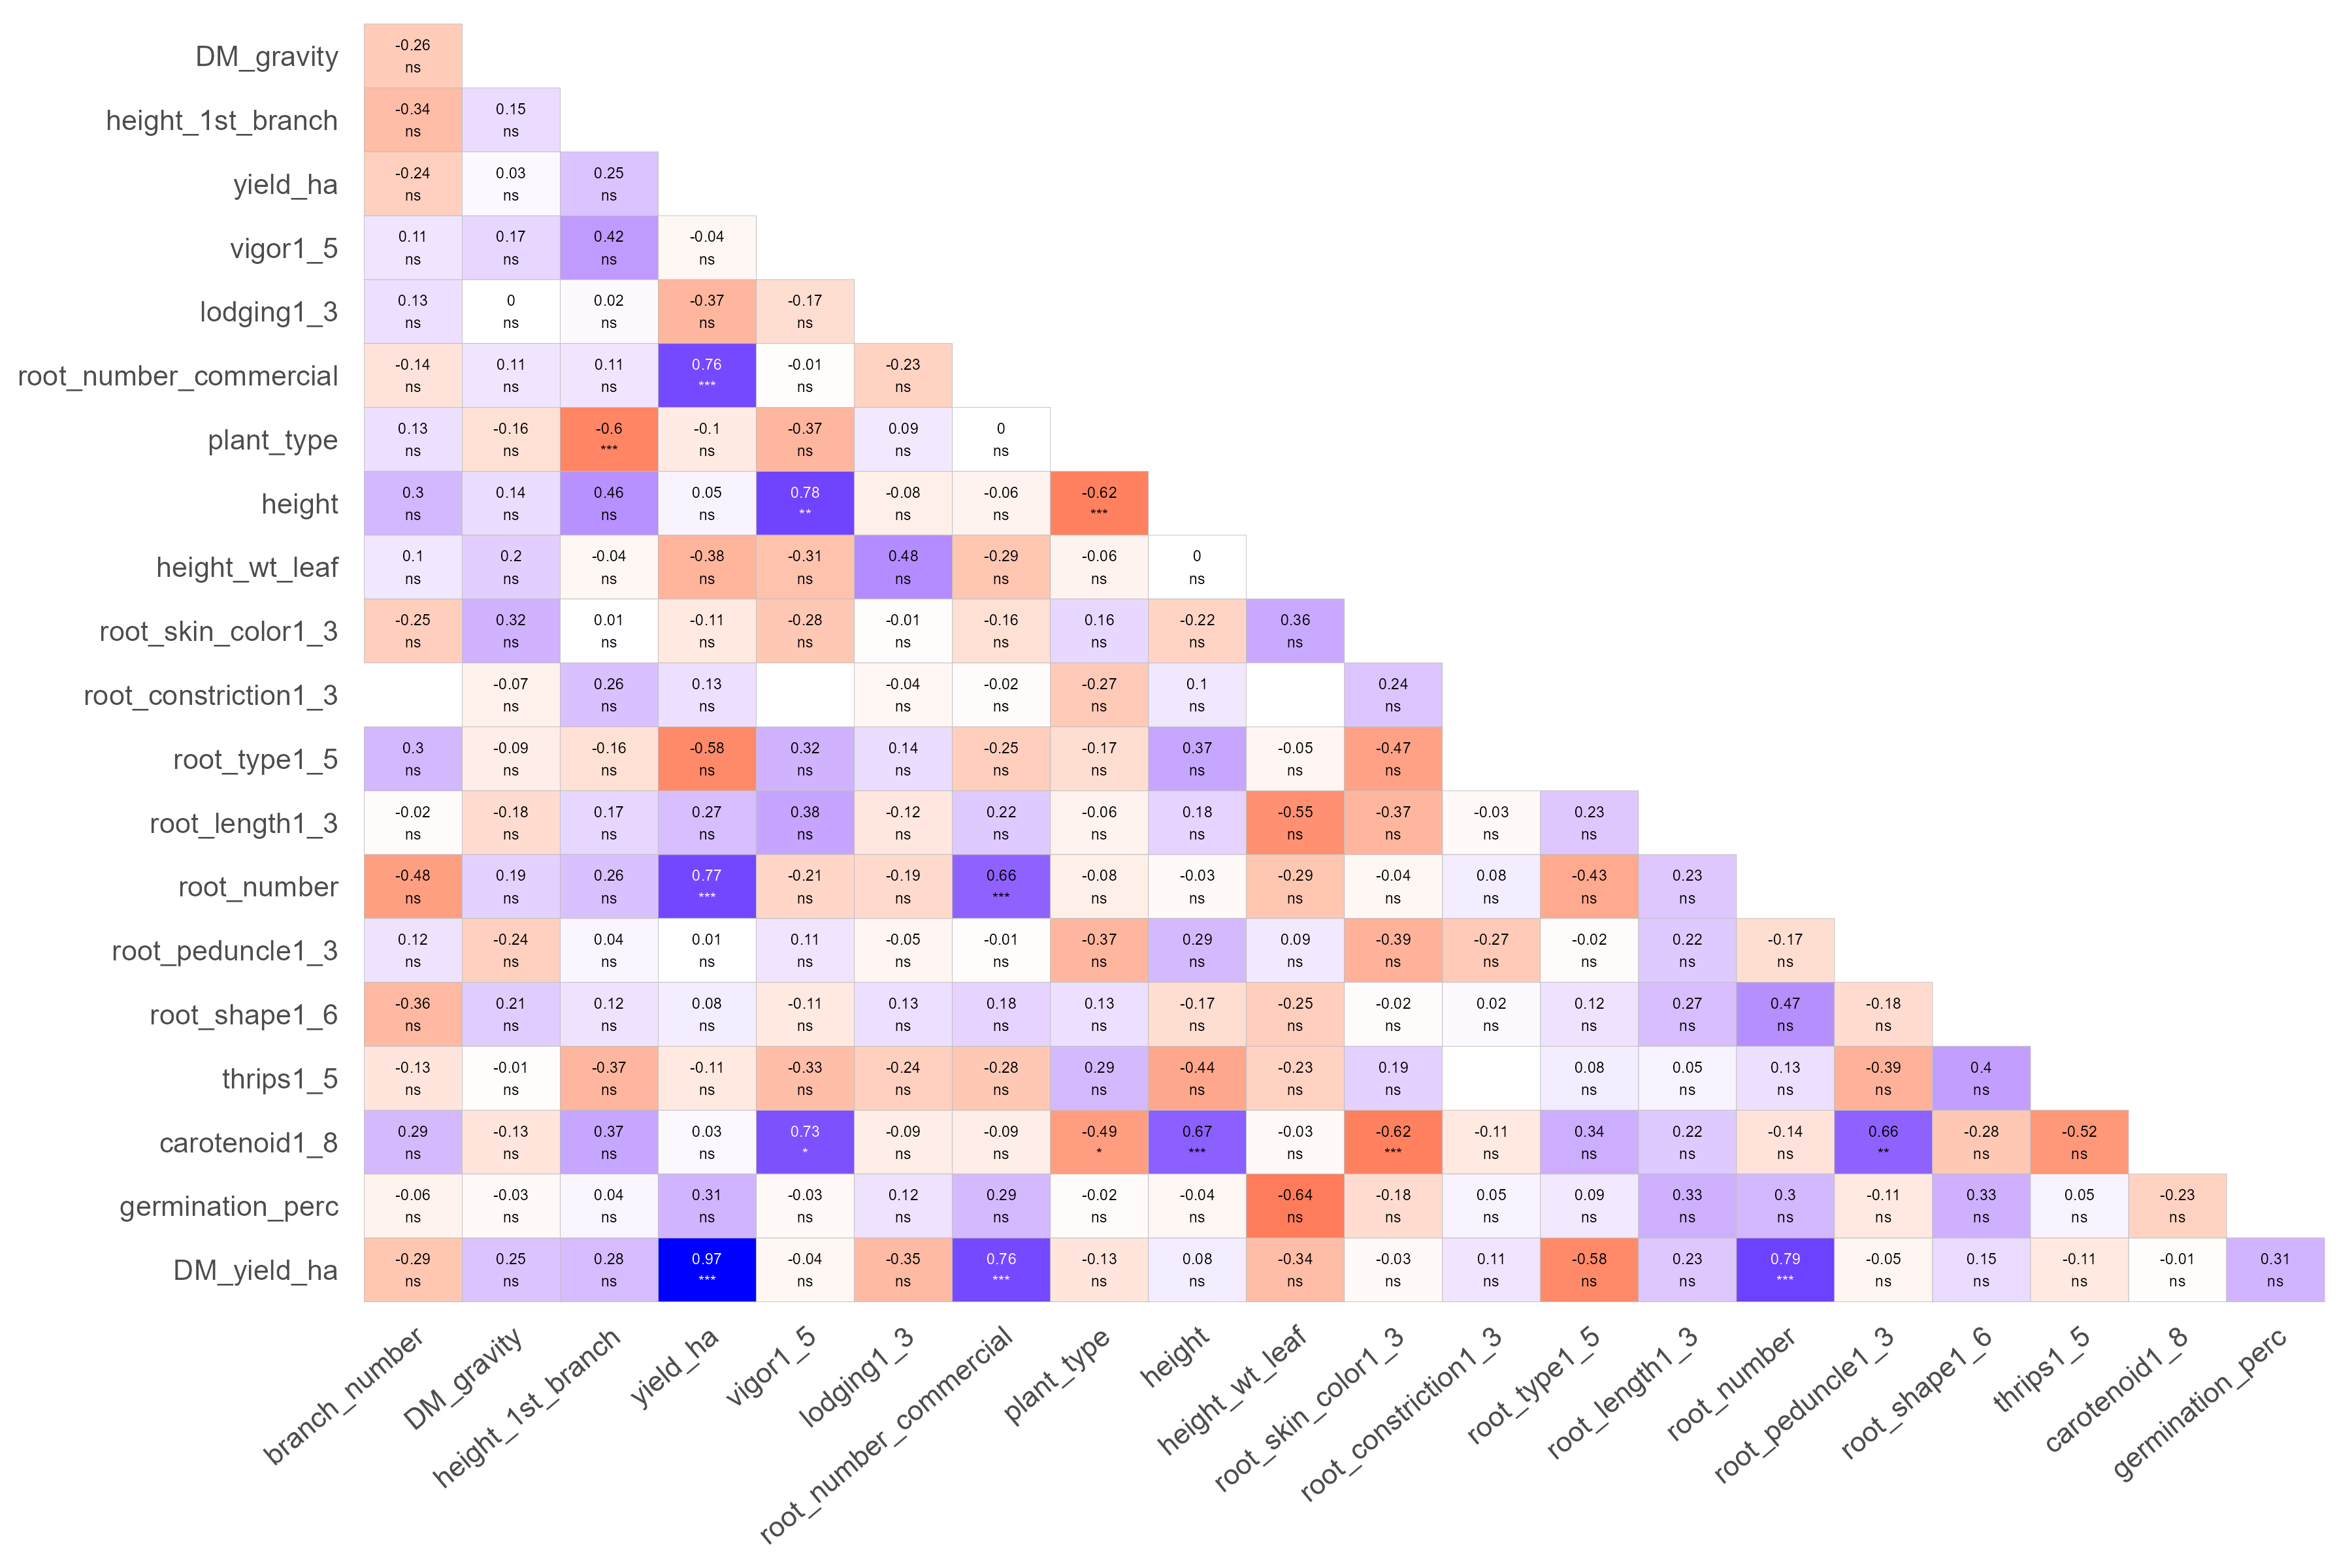 DM_gravity -0.26
ns
height_1st_branch -0.34 0.15
ns ns
yield_ha -0.24 0.03 0.25
ns ns ns
vigor1_5 0.11 0.17 0.42 -0.04
ns ns ns ns
lodging1_3 0.13 0 0.02 -0.37 -0.17
ns ns ns ns ns
root_number_commercial -0.14 0.11 0.11 0.76 -0.01 -0.23
ns ns ns *** ns ns
plant_type 0.13 -0.16 -0.6 -0.1 -0.37 0.09 0
ns ns *** ns ns ns ns
height 0.3 0.14 0.46 0.05 0.78 -0.08 -0.06 -0.62
ns ns ns ns ** ns ns ***
height_wt_leaf 0.1 0.2 -0.04 -0.38 -0.31 0.48 -0.29 -0.06 0
ns ns ns ns ns ns ns ns ns
root_skin_color1_3 -0.25 0.32 0.01 -0.11 -0.28 -0.01 -0.16 0.16 -0.22 0.36
ns ns ns ns ns ns ns ns ns ns
root_constriction1_3 -0.07 0.26 0.13 -0.04 -0.02 -0.27 0.1 0.24
ns ns ns ns ns ns ns ns
root_type1_5 0.3 -0.09 -0.16 -0.58 0.32 0.14 -0.25 -0.17 0.37 -0.05 -0.47
ns ns ns ns ns ns ns ns ns ns ns
root_length1_3 -0.02 -0.18 0.17 0.27 0.38 -0.12 0.22 -0.06 0.18 -0.55 -0.37 -0.03 0.23
ns ns ns ns ns ns ns ns ns ns ns ns ns
root_number -0.48 0.19 0.26 0.77 -0.21 -0.19 0.66 -0.08 -0.03 -0.29 -0.04 0.08 -0.43 0.23
ns ns ns *** ns ns *** ns ns ns ns ns ns ns
root_peduncle1_3 0.12 -0.24 0.04 0.01 0.11 -0.05 -0.01 -0.37 0.29 0.09 -0.39 -0.27 -0.02 0.22 -0.17
ns ns ns ns ns ns ns ns ns ns ns ns ns ns ns
root_shape1_6 -0.36 0.21 0.12 0.08 -0.11 0.13 0.18 0.13 -0.17 -0.25 -0.02 0.02 0.12 0.27 0.47 -0.18
ns ns ns ns ns ns ns ns ns ns ns ns ns ns ns ns
thrips1_5 -0.13 -0.01 -0.37 -0.11 -0.33 -0.24 -0.28 0.29 -0.44 -0.23 0.19 0.08 0.05 0.13 -0.39 0.4
ns ns ns ns ns ns ns ns ns ns ns ns ns ns ns ns
carotenoid1_8 0.29 -0.13 0.37 0.03 0.73 -0.09 -0.09 -0.49 0.67 -0.03 -0.62 -0.11 0.34 0.22 -0.14 0.66 -0.28 -0.52
ns ns ns ns * ns ns * *** ns *** ns ns ns ns ** ns ns
germination_perc -0.06 -0.03 0.04 0.31 -0.03 0.12 0.29 -0.02 -0.04 -0.64 -0.18 0.05 0.09 0.33 0.3 -0.11 0.33 0.05 -0.23
ns ns ns ns ns ns ns ns ns ns ns ns ns ns ns ns ns ns ns
DM_yield_ha -0.29 0.25 0.28 0.97 -0.04 -0.35 0.76 -0.13 0.08 -0.34 -0.03 0.11 -0.58 0.23 0.79 -0.05 0.15 -0.11 -0.01 0.31
ns ns ns *** ns ns *** ns ns ns ns ns ns ns *** ns ns ns ns ns
branch_number
DM_gravity
height_1st_branch
yield_ha
vigor1_5
lodging1_3
root_number_commercial
plant_type
height
height_wt_leaf
root_skin_color1_3
root_constriction1_3
root_type1_5
root_length1_3
root_number
root_peduncle1_3
root_shape1_6
thrips1_5
carotenoid1_8
germination_perc